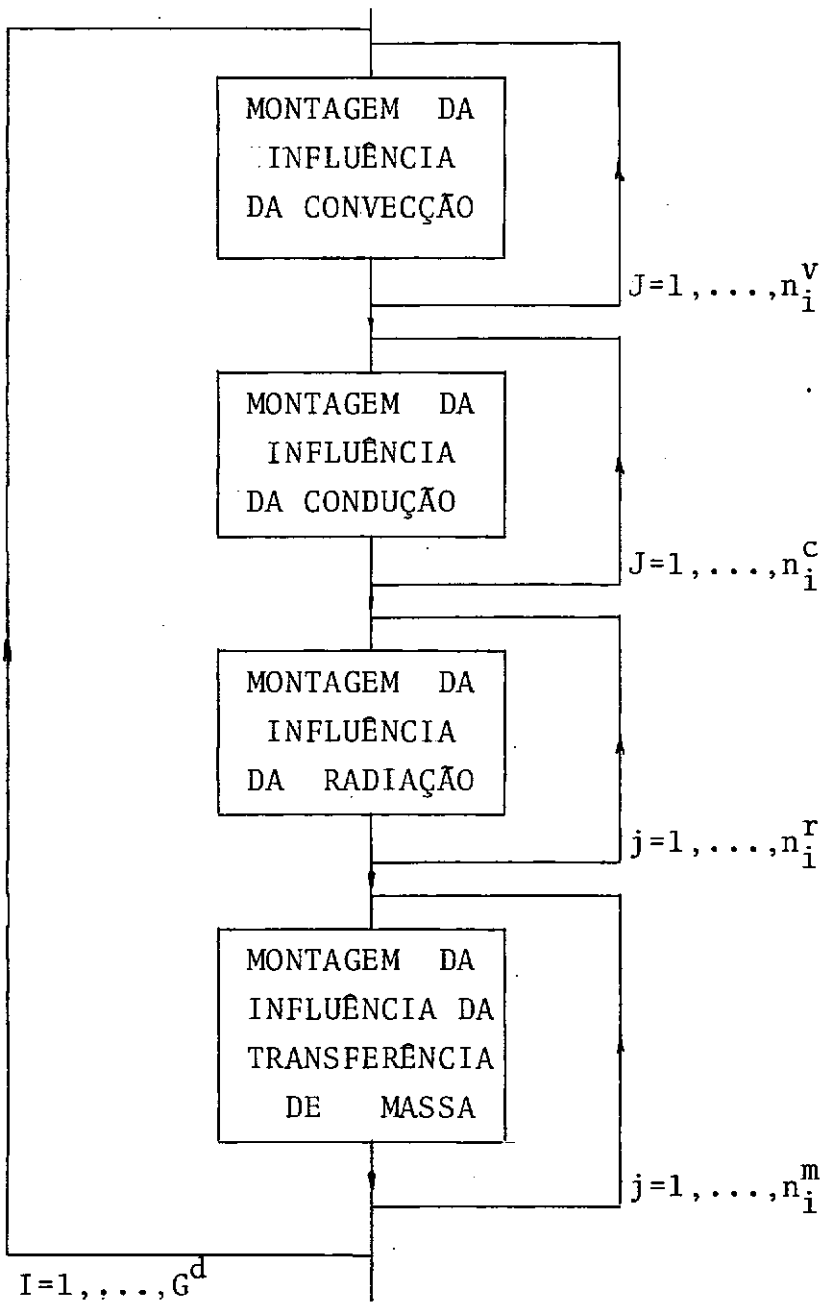 MONTAGEM DA
INFLUÊNCIA
DA CONVECÇÃO
J=1,...,n_i^v
MONTAGEM DA
INFLUÊNCIA
DA CONDUÇÃO
J=1,...,n_i^c
MONTAGEM DA
INFLUÊNCIA
DA RADIAÇÃO
j=1,...,n_i^r
MONTAGEM DA
INFLUÊNCIA DA
TRANSFERÊNCIA
DE MASSA
j=1,...,n_i^m
I=1,...,G^d